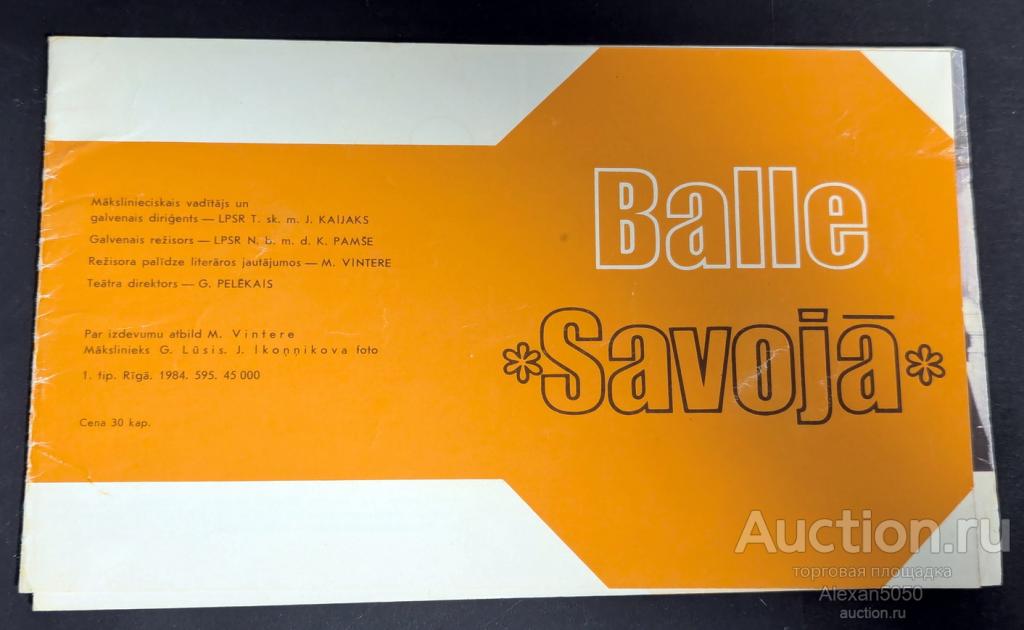 Mākslinieciskais vadītājs un
galvenais diriģents — LPSR T. sk. m. J. KAIJAKS
Galvenais režisors — LPSR N. b. m. d. K. PAMŠE
Režisora palīdze literāros jautājumos — M. VINTERE
Teātra direktors — G. PELĒKAIS
Par izdevumu atbild M. Vintere
Mākslinieks G. Lūsis. J. Ikoņņikova foto
1. tip. Rīgā. 1984. 595. 45 000
Cena 30 kap.
Balle
*Savojā*
Auction.ru
торговая площадка
Alexan5050
auction.ru